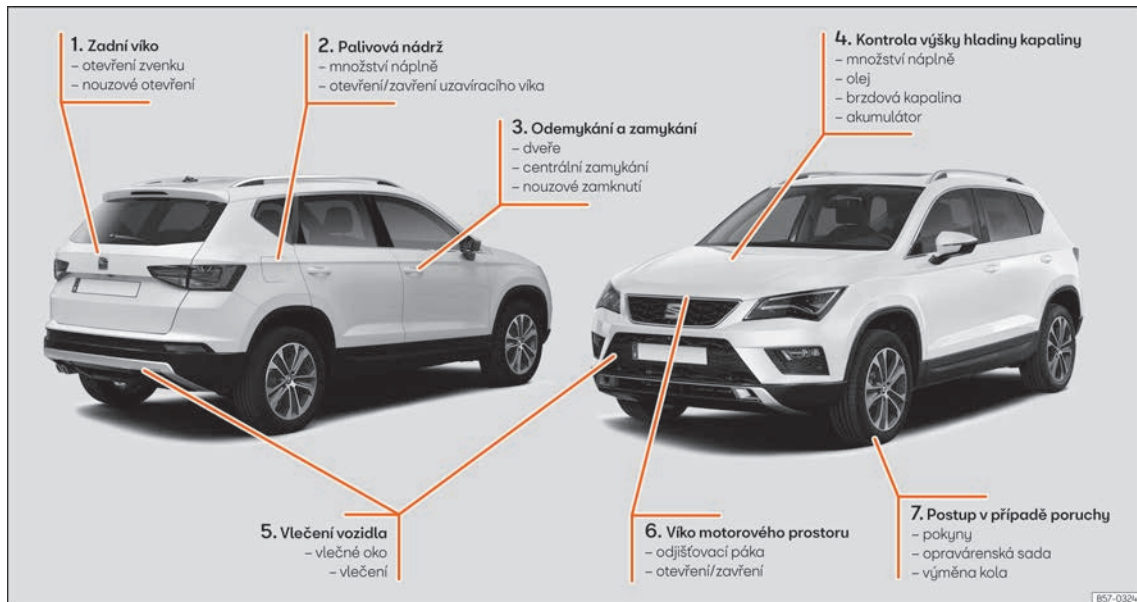 1. Zadní víko
– otevření zvenku
– nouzové otevření
2. Palivová nádrž
– množství náplně
– otevření/zavření uzavíracího víka
3. Odemykání a zamykání
– dveře
– centrální zamykání
– nouzové zamknutí
4. Kontrola výšky hladiny kapaliny
– množství náplně
– olej
– brzdová kapalina
– akumulátor
5. Vlečení vozidla
– vlečné oko
– vlečení
6. Víko motorového prostoru
– odjišťovací páka
– otevření/zavření
7. Postup v případě poruchy
– pokyny
– opravárenská sada
– výměna kola
B57-0324